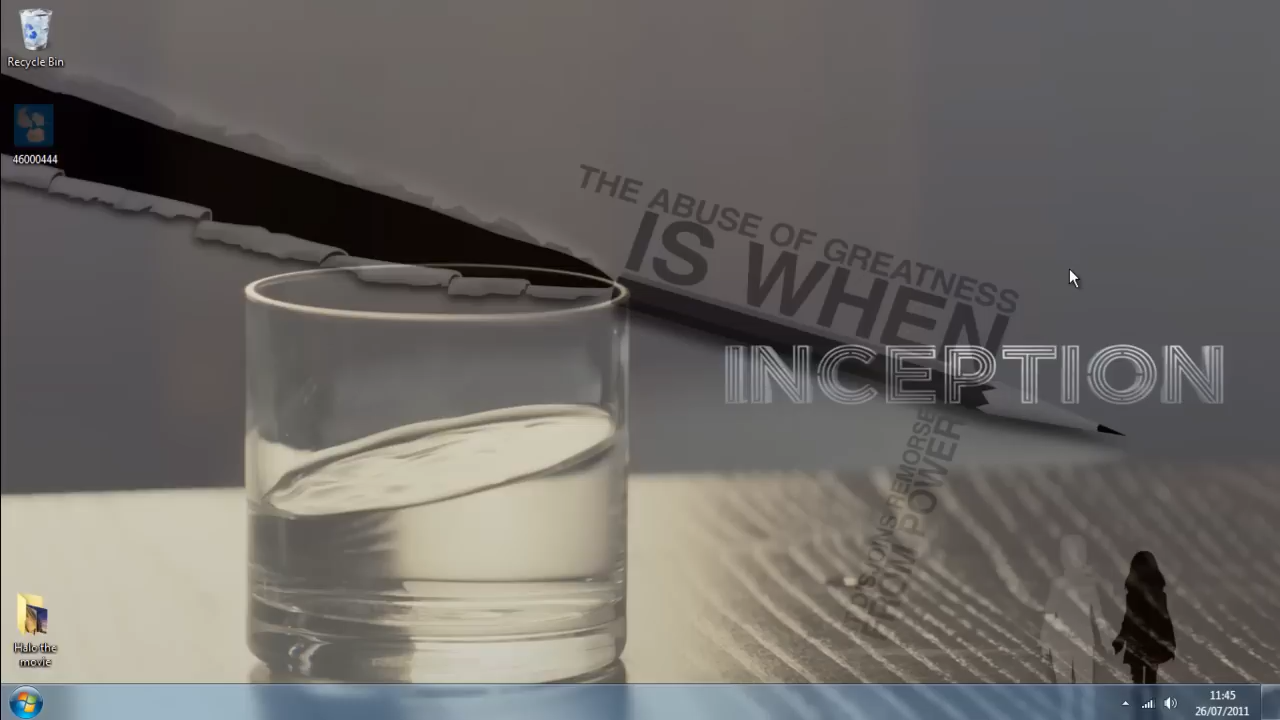 Recycle Bin
46000444
THE ABUSE OF GREATNESS
IS WHEN
INCEPTION
REMORSE
FROM POWER
Halo the
movie
11:45
26/07/2011